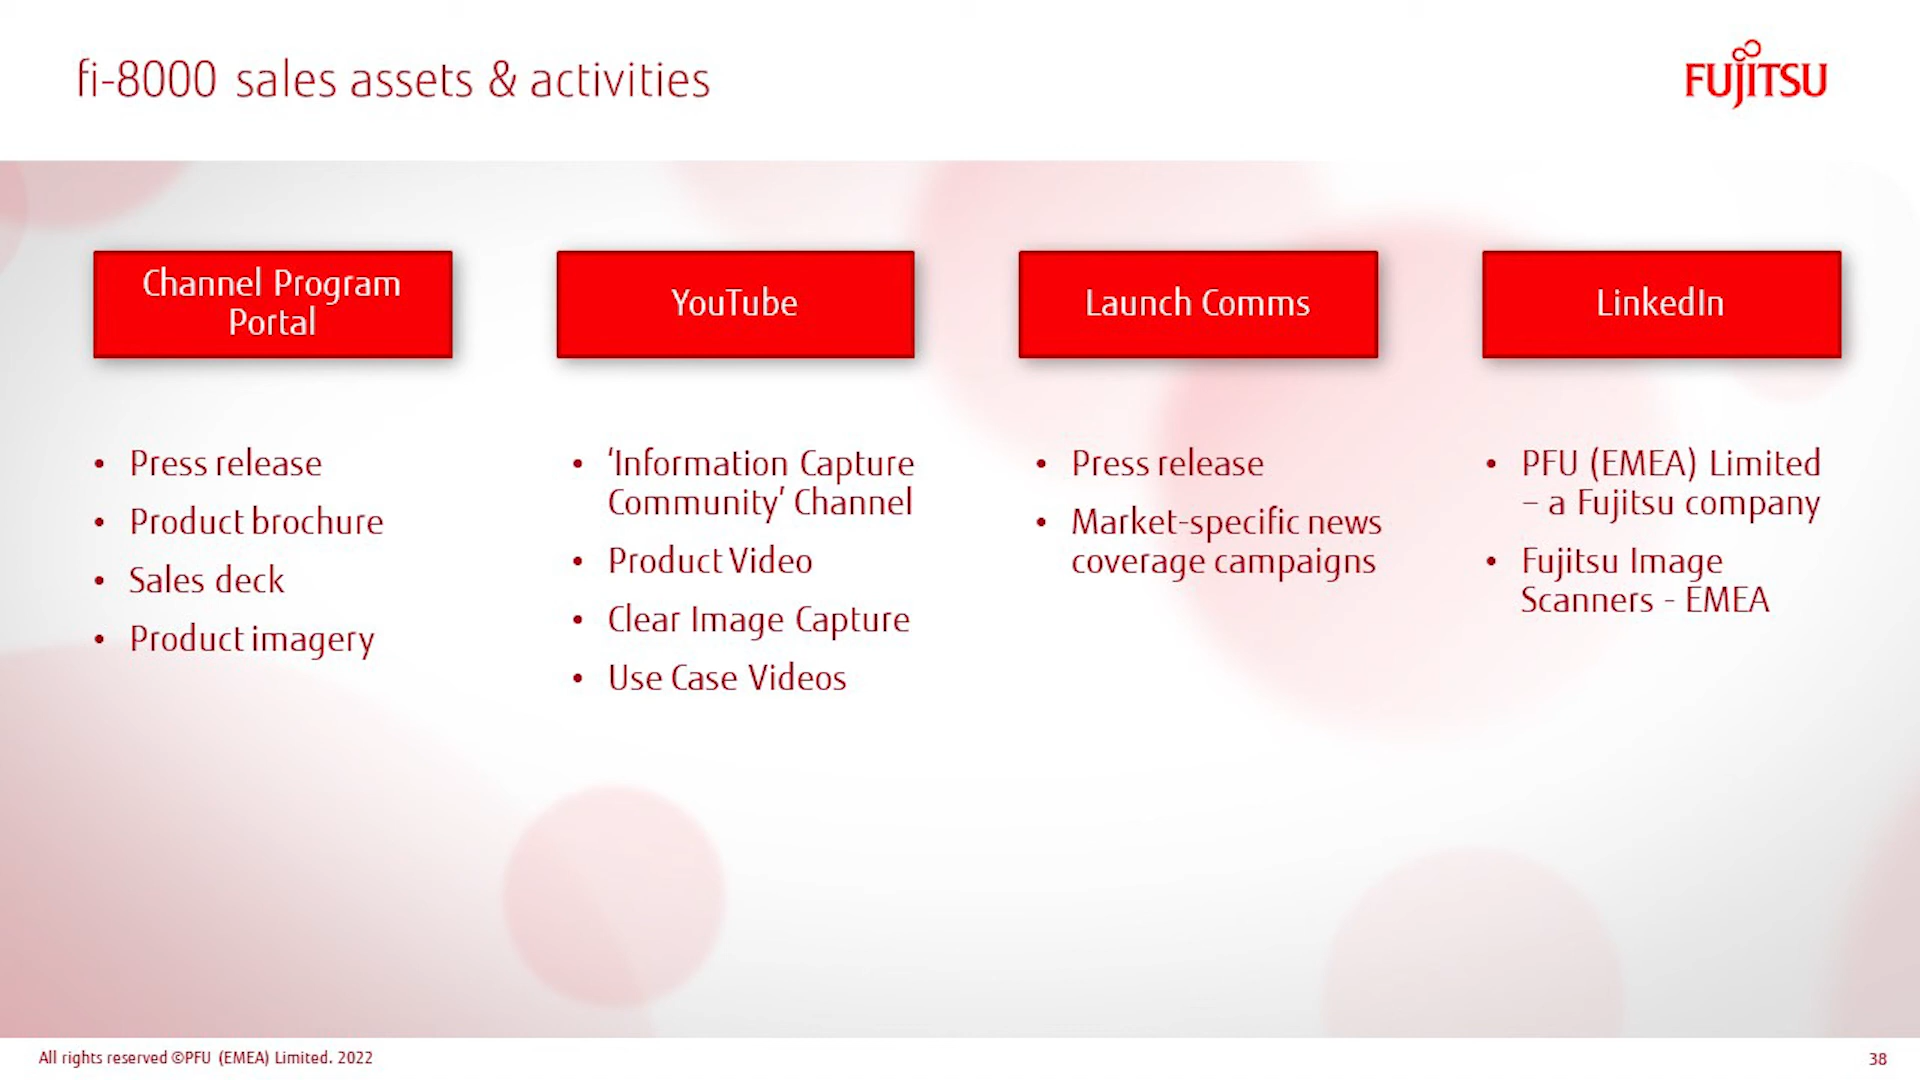 fi-8000 sales assets & activities
FUJITSU
Channel Program
Portal
• Press release
• Product brochure
• Sales deck
• Product imagery
YouTube
• ‘Information Capture
Community’ Channel
• Product Video
• Clear Image Capture
• Use Case Videos
Launch Comms
• Press release
• Market-specific news
coverage campaigns
LinkedIn
• PFU (EMEA) Limited
– a Fujitsu company
• Fujitsu Image
Scanners - EMEA
All rights reserved ©PFU (EMEA) Limited. 2022
38